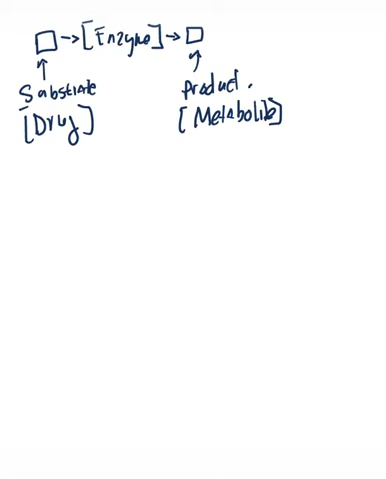 [Enzyme]
Substrate
Product.
[Drug]
[Metabolite]